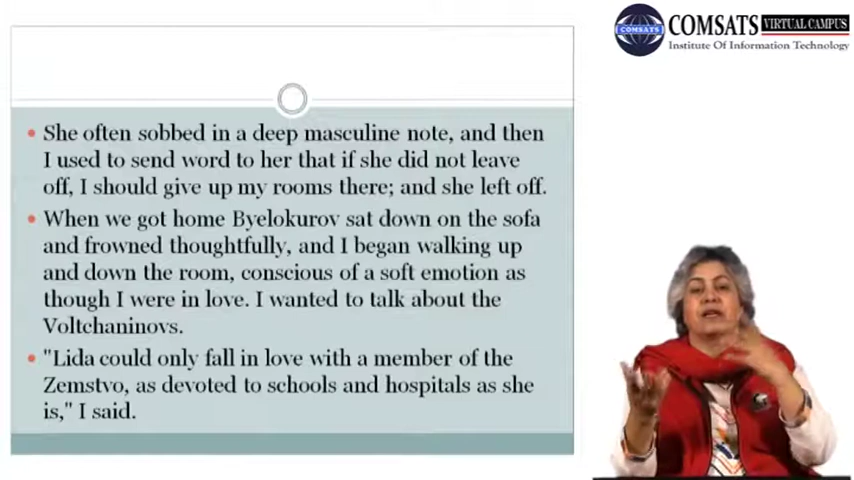 COMSATS
COMSATS VIRTUAL CAMPUS
Institute Of Information Technology
She often sobbed in a deep masculine note, and then
I used to send word to her that if she did not leave
off, I should give up my rooms there; and she left off.
When we got home Byelokurov sat down on the sofa
and frowned thoughtfully, and I began walking up
and down the room, conscious of a soft emotion as
though I were in love. I wanted to talk about the
Voltchaninovs.
"Lida could only fall in love with a member of the
Zemstvo, as devoted to schools and hospitals as she
is," I said.